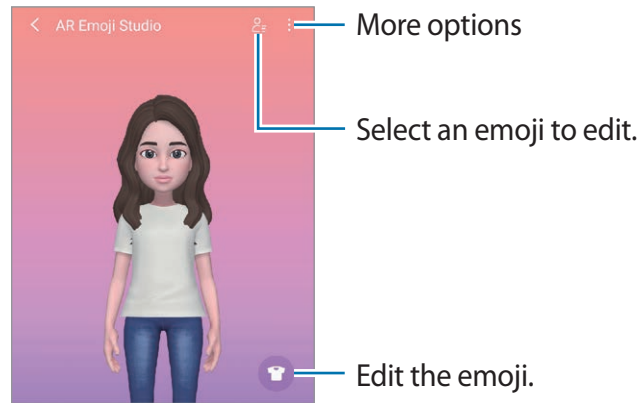 AR Emoji Studio
More options
Select an emoji to edit.
Edit the emoji.